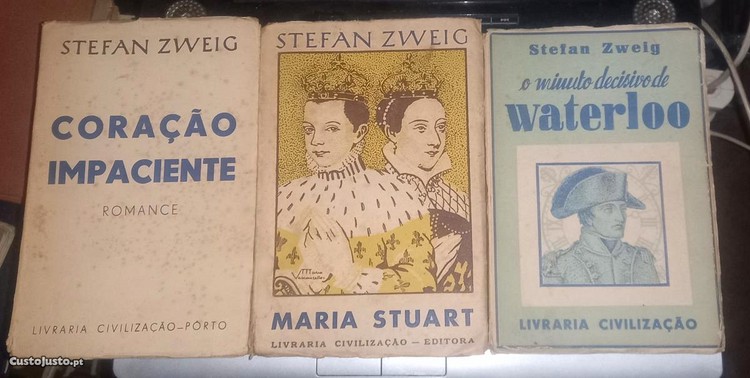 STEFAN ZWEIG
CORAÇÃO
IMPACIENTE
ROMANCE
LIVRARIA CIVILIZAÇÃO-PÔRTO
STEFAN ZWEIG
MARIA STUART
LIVRARIA CIVILIZAÇÃO - EDITORA
Stefan Zweig
o minuto decisivo de
waterloo
LIVRARIA CIVILIZAÇÃO
CustoJusto.pt